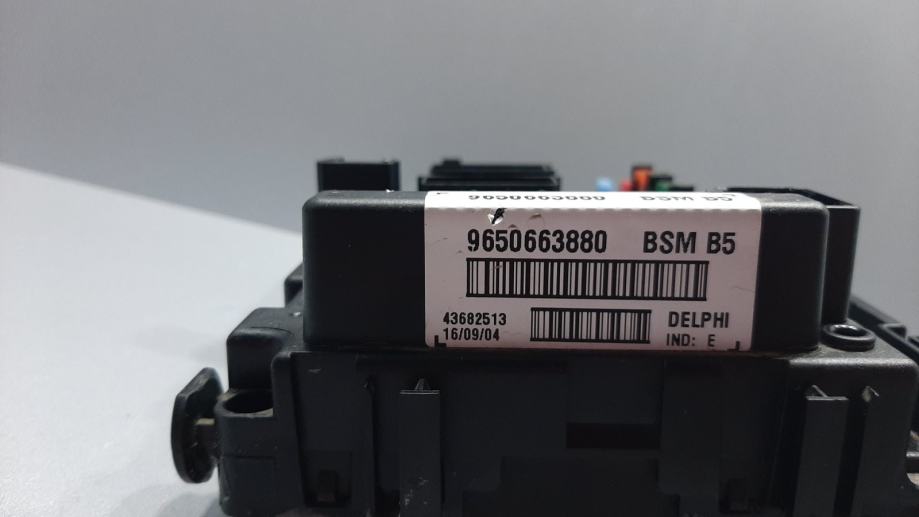 9650663880 BSM B5
43682513 DELPHI
16/09/04 IND: E